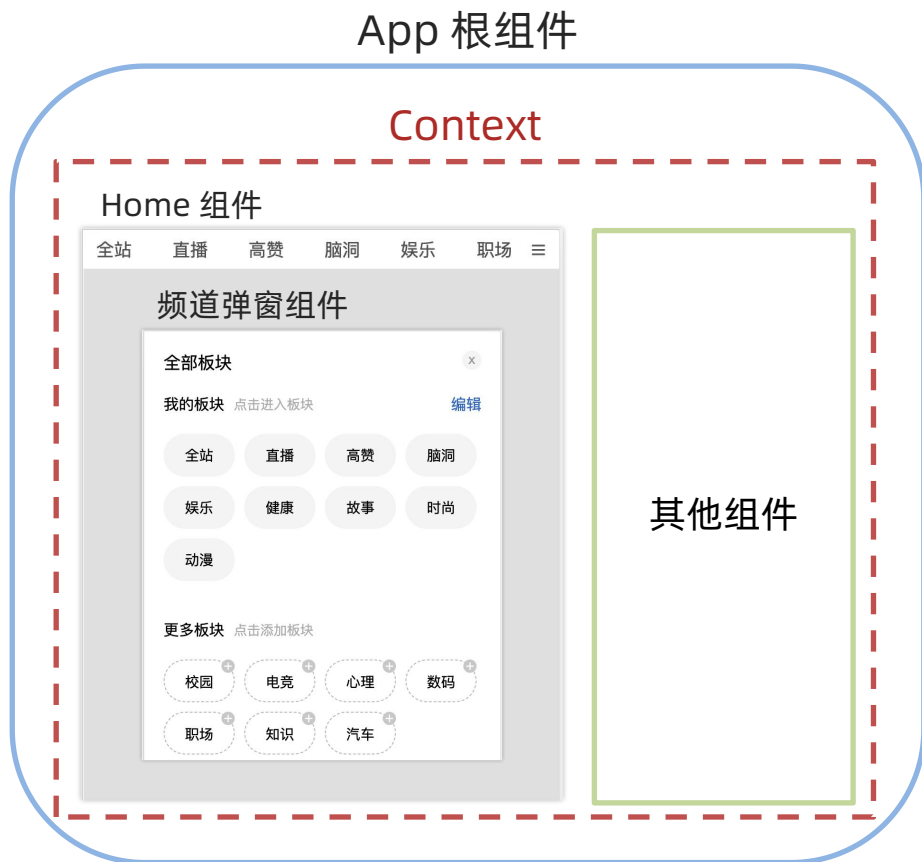 App 根组件
Context
Home 组件
全站 直播 高赞 脑洞 娱乐 职场 ☰
频道弹窗组件
全部板块 x
我的板块 点击进入板块 编辑
全站 直播 高赞 脑洞
娱乐 健康 故事 时尚
动漫
其他组件
更多板块 点击添加板块
校园 + 电竞 + 心理 + 数码 +
职场 + 知识 + 汽车 +